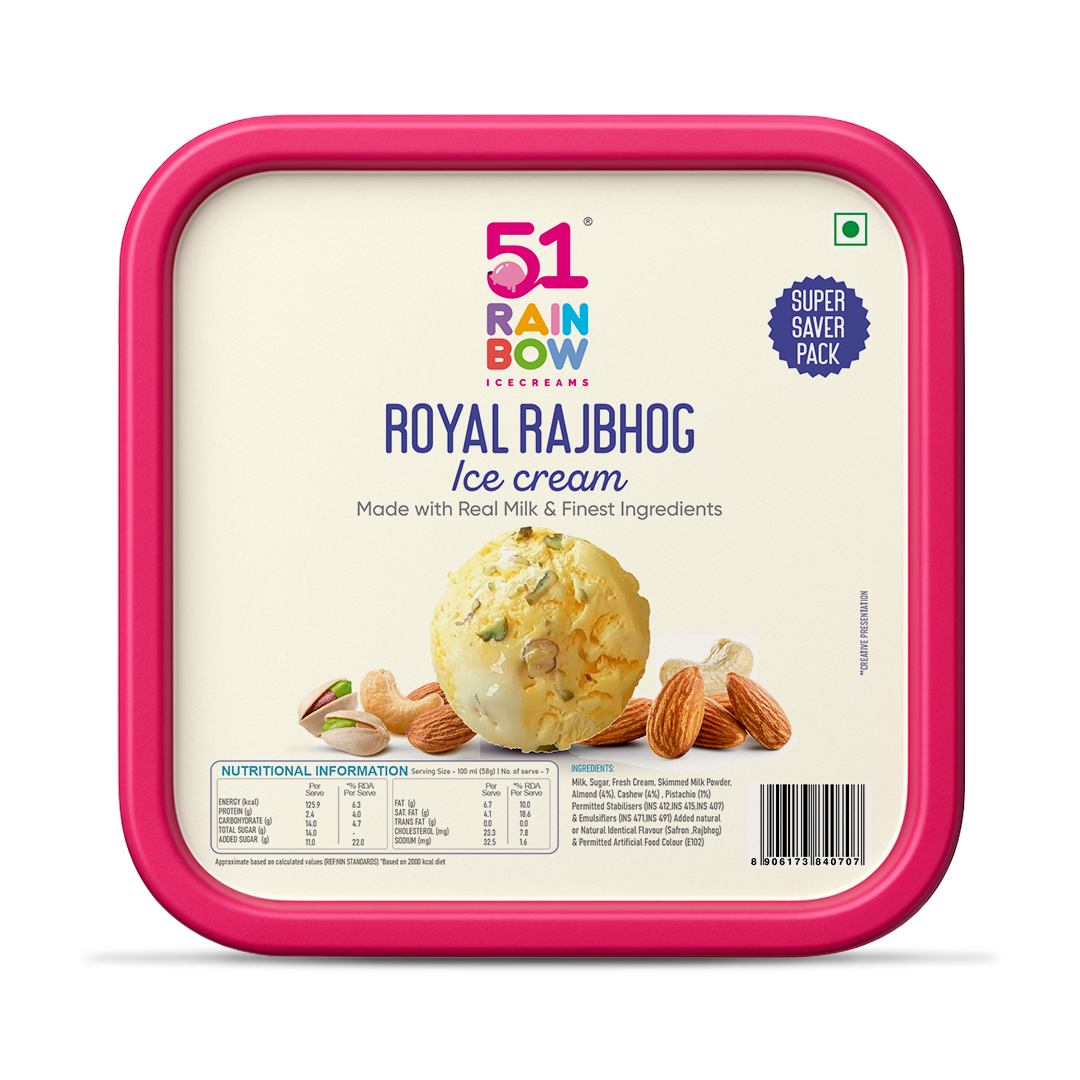 51®
RAIN
BOW
ICECREAMS
SUPER
SAVER
PACK
ROYAL RAJBHOG
Ice cream
Made with Real Milk & Finest Ingredients
**CREATIVE PRESENTATION
NUTRITIONAL INFORMATION Serving Size - 100 ml (58g) | No. of serve - 7
Per Serve *% RDA Per Serve
ENERGY (kcal) 125.9 6.3
PROTEIN (g) 2.4 4.0
CARBOHYDRATE (g) 14.0 4.7
TOTAL SUGAR (g) 14.0 -
ADDED SUGAR (g) 11.0 22.0
Per Serve *% RDA Per Serve
FAT (g) 6.7 10.0
SAT. FAT (g) 4.1 18.6
TRANS FAT (g) 0.0 0.0
CHOLESTEROL (mg) 23.3 7.8
SODIUM (mg) 32.5 1.6
Approximate based on calculated values (REF:NIN STANDARDS) *Based on 2000 kcal diet
INGREDIENTS:
Milk, Sugar, Fresh Cream, Skimmed Milk Powder,
Almond (4%), Cashew (4%) , Pistachio (1%)
Permitted Stabilisers (INS 412,INS 415,INS 407)
& Emulsiflers (INS 471,INS 491) Added natural
or Natural Identical Flavour (Safron ,Rajbhog)
& Permitted Artificial Food Colour (E102)
8 906173 840707